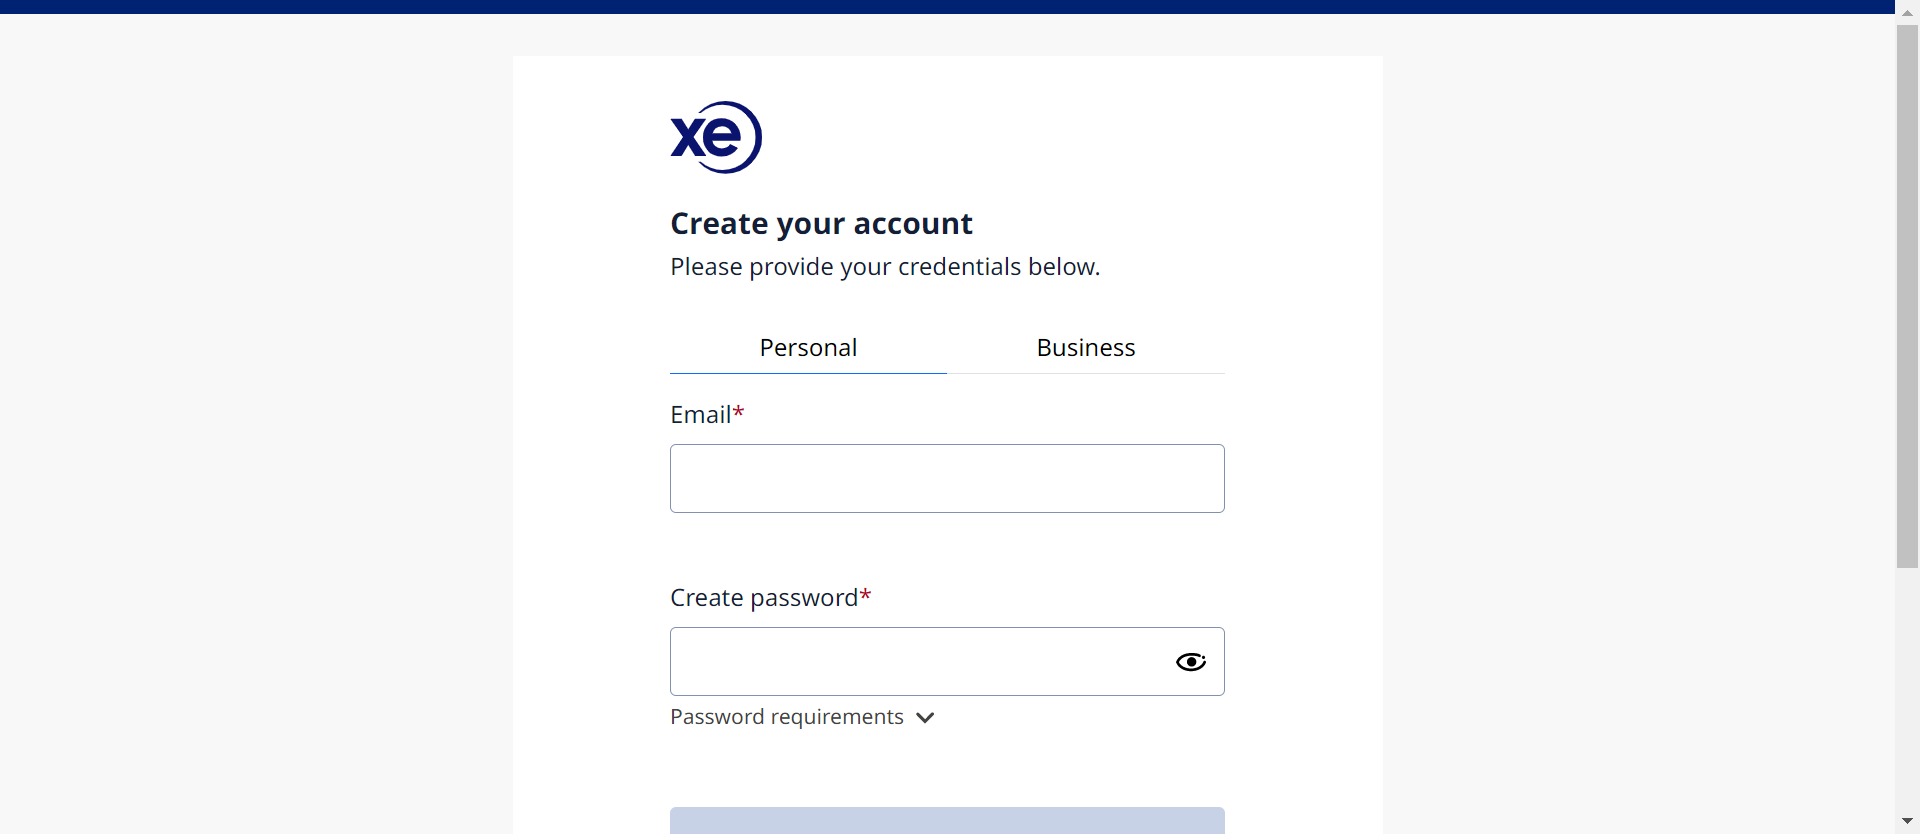 xe
Create your account
Please provide your credentials below.
Personal
Business
Email*
Create password*
Password requirements